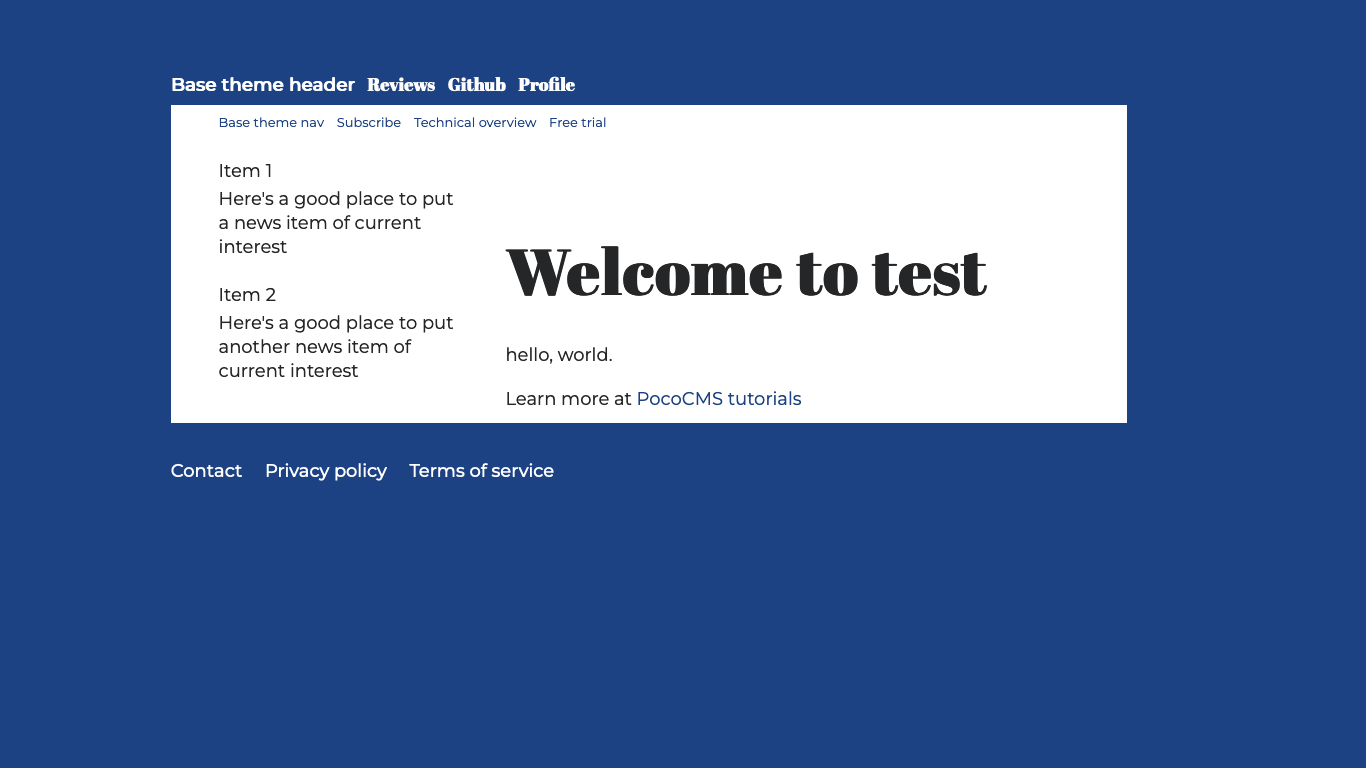 Base theme header Reviews Github Profile
Base theme nav Subscribe Technical overview Free trial
Item 1
Here's a good place to put
a news item of current
interest
Item 2
Here's a good place to put
another news item of
current interest
Welcome to test
hello, world.
Learn more at PocoCMS tutorials
Contact Privacy policy Terms of service